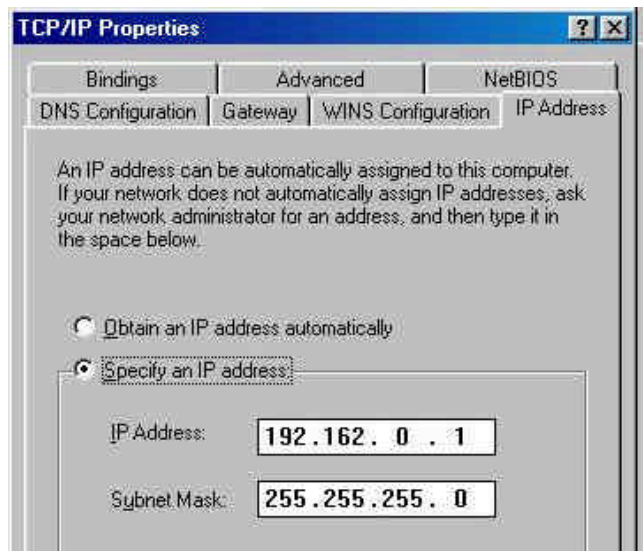 TCP/IP Properties
? X
Bindings Advanced NetBIOS
DNS Configuration Gateway WINS Configuration IP Address
An IP address can be automatically assigned to this computer.
If your network does not automatically assign IP addresses, ask
your network administrator for an address, and then type it in
the space below.
Obtain an IP address automatically
Specify an IP address:
IP Address: 192.162. 0 . 1
Subnet Mask: 255.255.255. 0